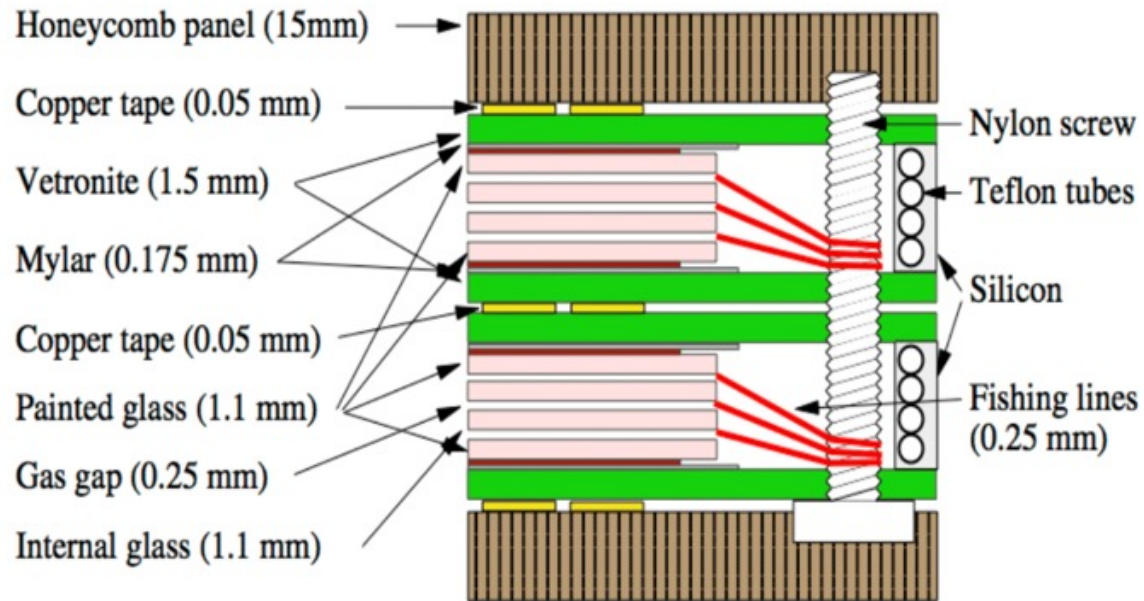 Honeycomb panel (15mm)
Copper tape (0.05 mm)
Vetronite (1.5 mm)
Mylar (0.175 mm)
Copper tape (0.05 mm)
Painted glass (1.1 mm)
Gas gap (0.25 mm)
Internal glass (1.1 mm)
Nylon screw
Teflon tubes
Silicon
Fishing lines
(0.25 mm)